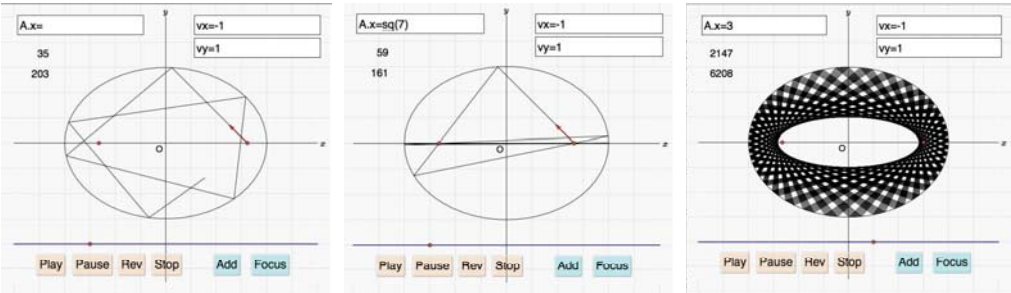 y
A.x=
vx=-1
vy=1
35
203
O
x
Play Pause Rev Stop Add Focus
y
A.x=sq(7)
vx=-1
vy=1
59
161
O
x
Play Pause Rev Stop Add Focus
y
A.x=3
vx=-1
vy=1
2147
6208
O
x
Play Pause Rev Stop Add Focus